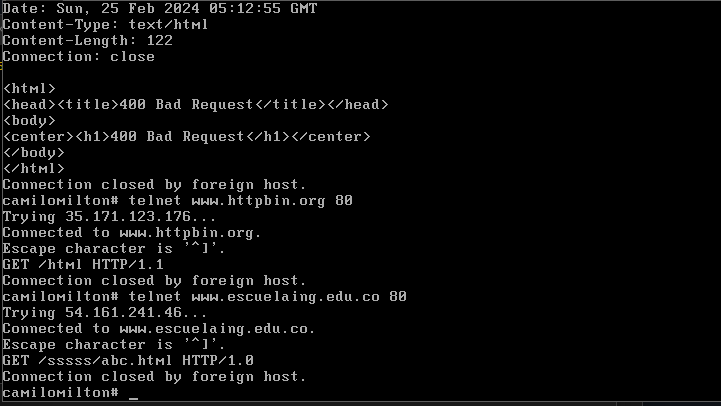 Date: Sun, 25 Feb 2024 05:12:55 GMT
Content-Type: text/html
Content-Length: 122
Connection: close

<html>
<head><title>400 Bad Request</title></head>
<body>
<center><h1>400 Bad Request</h1></center>
</body>
</html>
Connection closed by foreign host.
camilomilton# telnet www.httpbin.org 80
Trying 35.171.123.176...
Connected to www.httpbin.org.
Escape character is '^]'.
GET /html HTTP/1.1
Connection closed by foreign host.
camilomilton# telnet www.escuelaing.edu.co 80
Trying 54.161.241.46...
Connected to www.escuelaing.edu.co.
Escape character is '^]'.
GET /sssss/abc.html HTTP/1.0
Connection closed by foreign host.
camilomilton# _